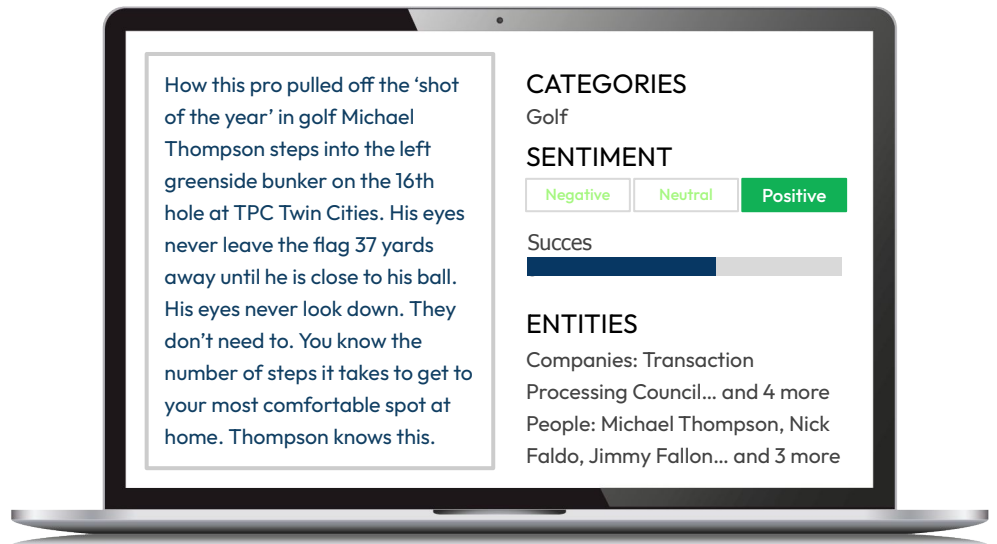 How this pro pulled off the ‘shot
of the year’ in golf Michael
Thompson steps into the left
greenside bunker on the 16th
hole at TPC Twin Cities. His eyes
never leave the flag 37 yards
away until he is close to his ball.
His eyes never look down. They
don’t need to. You know the
number of steps it takes to get to
your most comfortable spot at
home. Thompson knows this.
CATEGORIES
Golf
SENTIMENT
Negative Neutral Positive
Succes
ENTITIES
Companies: Transaction
Processing Council... and 4 more
People: Michael Thompson, Nick
Faldo, Jimmy Fallon... and 3 more